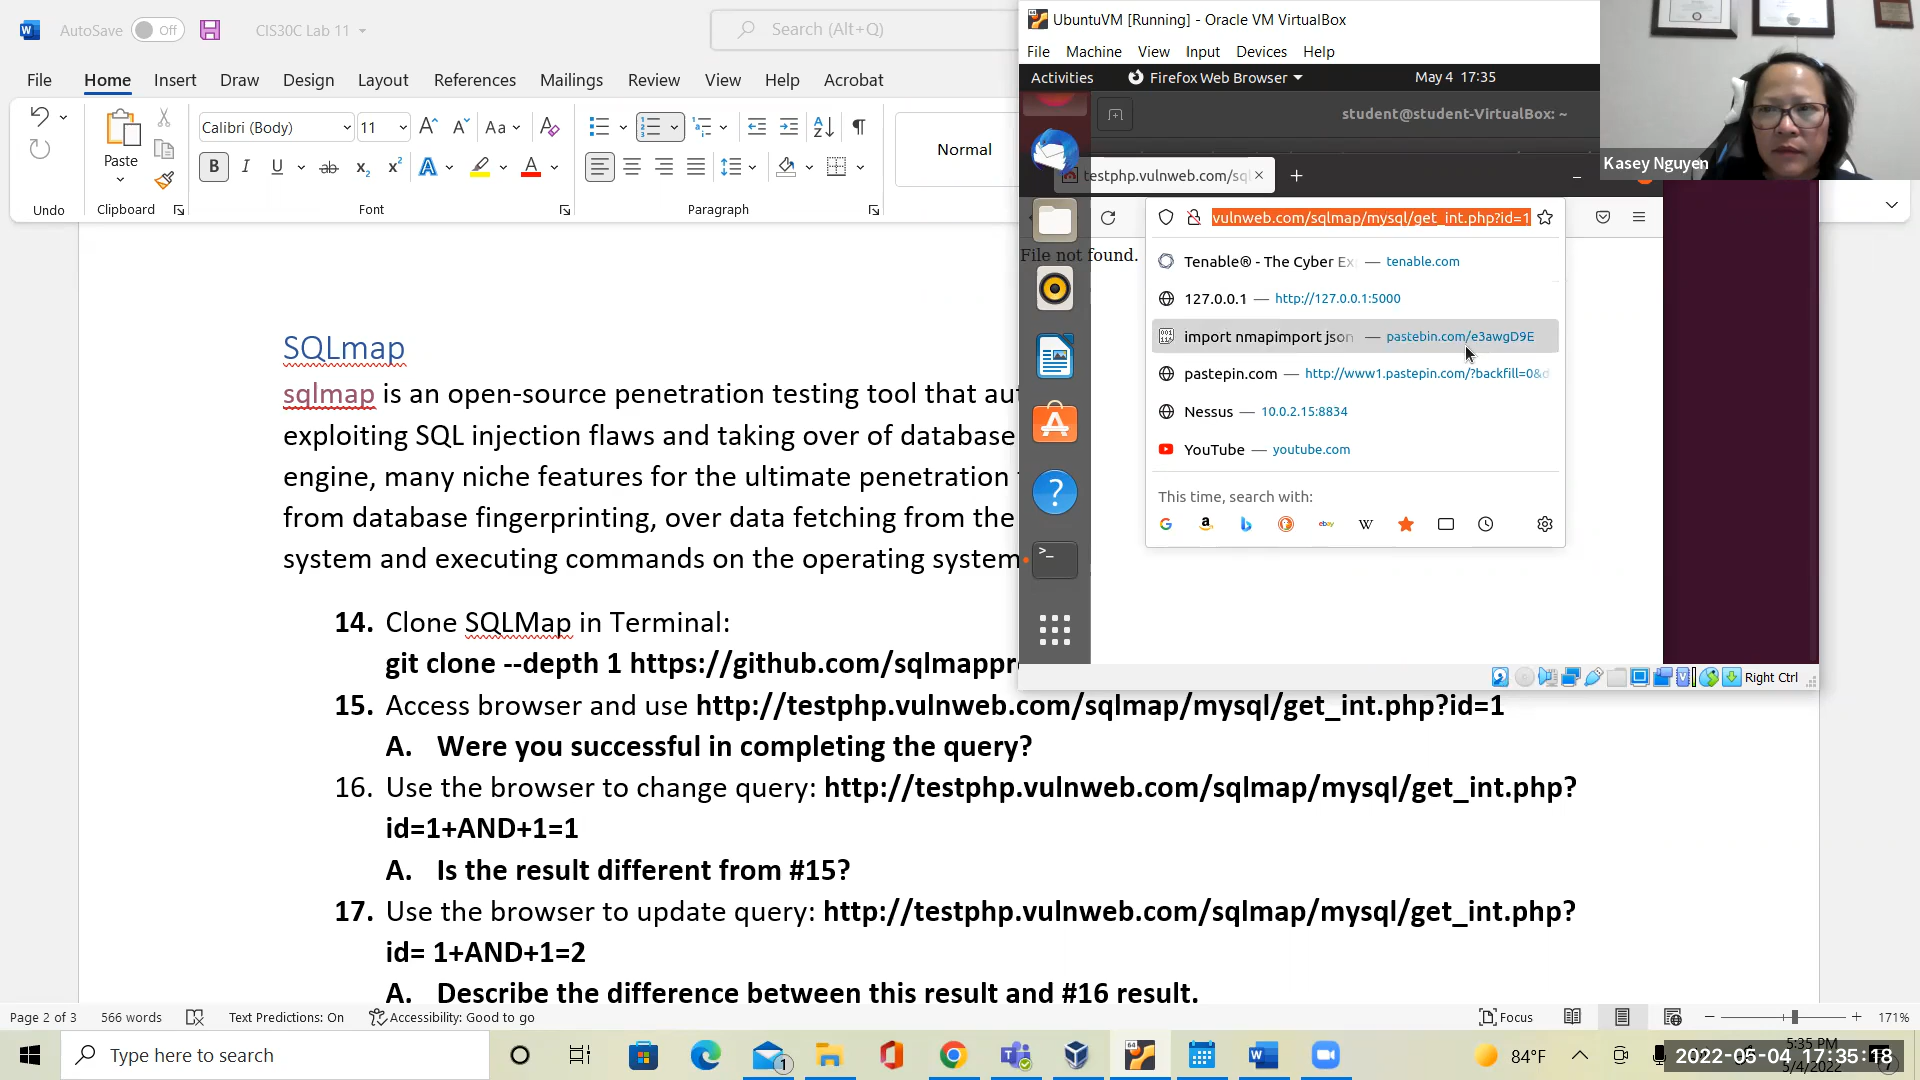 AutoSave Off CIS30C Lab 11
Search (Alt+Q)
File Home Insert Draw Design Layout References Mailings Review View Help Acrobat
Calibri (Body) 11
Paste
Normal
Undo Clipboard Font Paragraph
SQLmap
sqlmap is an open-source penetration testing tool that au
exploiting SQL injection flaws and taking over of database
engine, many niche features for the ultimate penetration
from database fingerprinting, over data fetching from the
system and executing commands on the operating system
14. Clone SQLMap in Terminal:
git clone --depth 1 https://github.com/sqlmappr
15. Access browser and use http://testphp.vulnweb.com/sqlmap/mysql/get_int.php?id=1
A. Were you successful in completing the query?
16. Use the browser to change query: http://testphp.vulnweb.com/sqlmap/mysql/get_int.php?
id=1+AND+1=1
A. Is the result different from #15?
17. Use the browser to update query: http://testphp.vulnweb.com/sqlmap/mysql/get_int.php?
id= 1+AND+1=2
A. Describe the difference between this result and #16 result.
Page 2 of 3 566 words Text Predictions: On Accessibility: Good to go Focus 171%
Type here to search
84°F
5:35 PM
5/4/2022
2022-05-04 17:35:18
UbuntuVM [Running] - Oracle VM VirtualBox
File Machine View Input Devices Help
Activities Firefox Web Browser May 4 17:35
student@student-VirtualBox: ~
testphp.vulnweb.com/sq
vulnweb.com/sqlmap/mysql/get_int.php?id=1
File not found.
Tenable® - The Cyber Ex — tenable.com
127.0.0.1 — http://127.0.0.1:5000
import nmapimport json — pastebin.com/e3awgD9E
pastepin.com — http://www1.pastepin.com/?backfill=0&d
Nessus — 10.0.2.15:8834
YouTube — youtube.com
This time, search with:
Right Ctrl
Kasey Nguyen